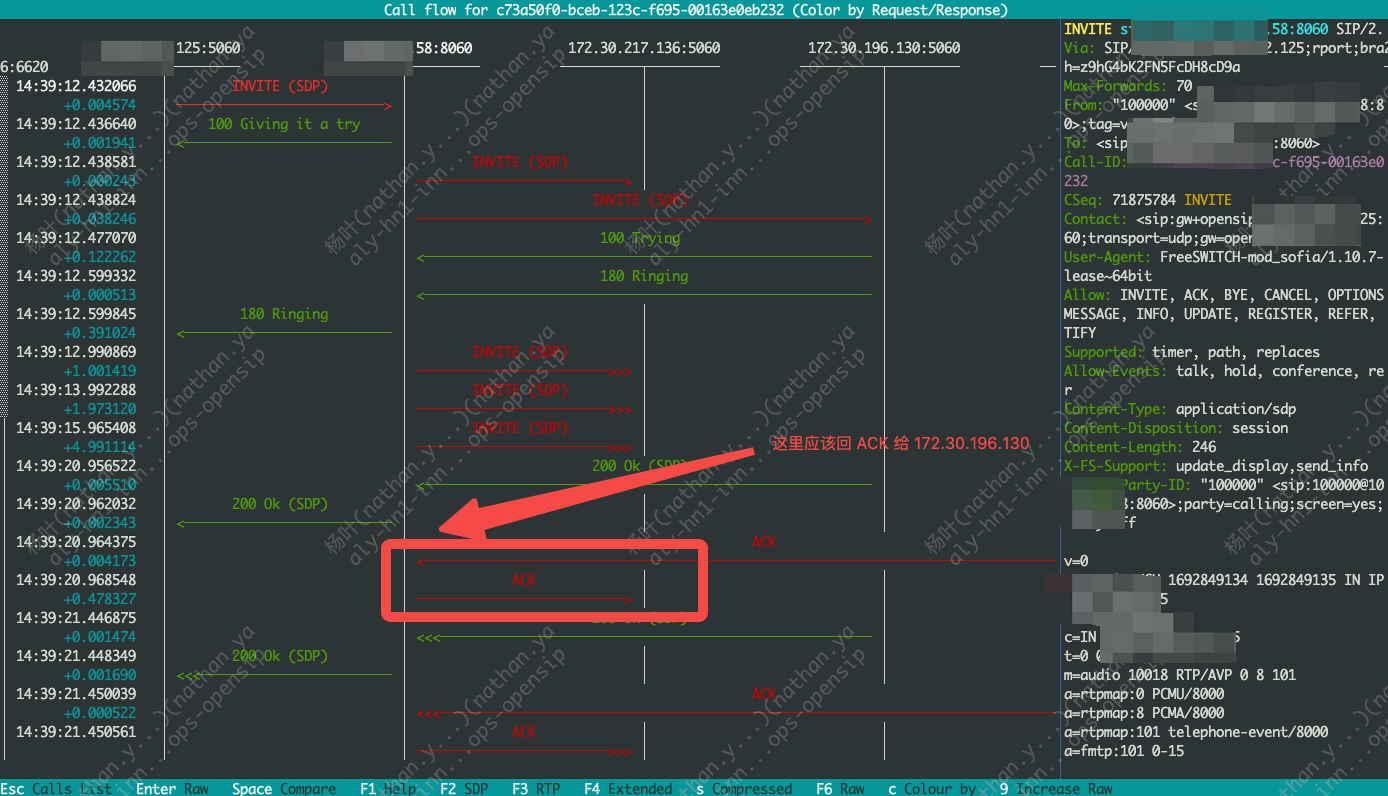 Call flow for c73a50f0-bceb-123c-f695-00163e0eb232 (Color by Request/Response)
125:5060
58:8060
172.30.217.136:5060
172.30.196.130:5060
6:6620
14:39:12.432066
INVITE (SDP)
+0.004574
14:39:12.436640
100 Giving it a try
+0.001941
14:39:12.438581
INVITE (SDP)
+0.000243
14:39:12.438824
INVITE (SDP)
+0.038246
14:39:12.477070
100 Trying
+0.122262
14:39:12.599332
180 Ringing
+0.000513
14:39:12.599845
180 Ringing
+0.391024
14:39:12.990869
INVITE (SDP)
+1.001419
14:39:13.992288
INVITE (SDP)
+1.973120
14:39:15.965408
INVITE (SDP)
+4.991114
这里应该回 ACK 给 172.30.196.130
14:39:20.956522
200 Ok (SDP)
+0.005510
14:39:20.962032
200 Ok (SDP)
+0.002343
14:39:20.964375
ACK
+0.004173
14:39:20.968548
ACK
+0.478327
14:39:21.446875
200 Ok (SDP)
+0.001474
14:39:21.448349
200 Ok (SDP)
+0.001690
14:39:21.450039
ACK
+0.000522
14:39:21.450561
ACK
INVITE s .58:8060 SIP/2.
Via: SIP/ 2.125;rport;bra
h=z9hG4bK2FN5FcDH8cD9a
Max-Forwards: 70
From: "100000" <s 8:8
0>;tag=v
To: <sip :8060>
Call-ID: c-f695-00163e0
232
CSeq: 71875784 INVITE
Contact: <sip:gw+opensip 25:
60;transport=udp;gw=open
User-Agent: FreeSWITCH-mod_sofia/1.10.7-
lease~64bit
Allow: INVITE, ACK, BYE, CANCEL, OPTIONS
MESSAGE, INFO, UPDATE, REGISTER, REFER,
TIFY
Supported: timer, path, replaces
Allow-Events: talk, hold, conference, re
r
Content-Type: application/sdp
Content-Disposition: session
Content-Length: 246
X-FS-Support: update_display,send_info
Party-ID: "100000" <sip:100000@10
8:8060>;party=calling;screen=yes;
ff
v=0
1692849134 1692849135 IN IP
5
c=IN 5
t=0 0
m=audio 10018 RTP/AVP 0 8 101
a=rtpmap:0 PCMU/8000
a=rtpmap:8 PCMA/8000
a=rtpmap:101 telephone-event/8000
a=fmtp:101 0-15
Esc Calls List Enter Raw Space Compare F1 Help F2 SDP F3 RTP F4 Extended s Compressed F6 Raw c Colour by 9 Increase Raw
杨叶(nathan.y...)(nathan.ya
aly-hn1-inn...ops-opensip